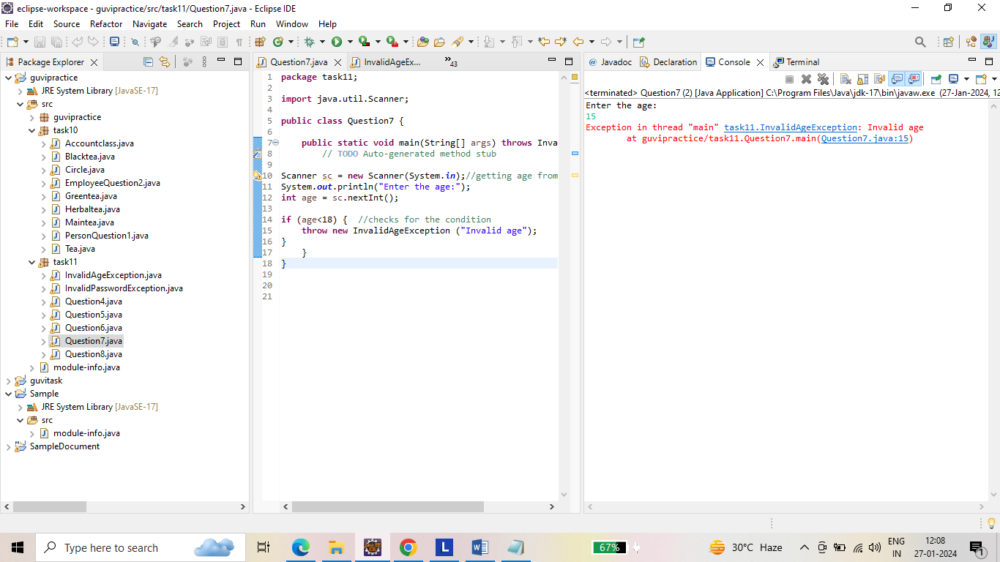 eclipse-workspace - guvipractice/src/task11/Question7.java - Eclipse IDE
File Edit Source Refactor Navigate Search Project Run Window Help
Package Explorer
guvipractice
JRE System Library [JavaSE-17]
src
guvipractice
task10
Accountclass.java
Blacktea.java
Circle.java
EmployeeQuestion2.java
Greentea.java
Herbaltea.java
Maintea.java
PersonQuestion1.java
Tea.java
task11
InvalidAgeException.java
InvalidPasswordException.java
Question4.java
Question5.java
Question6.java
Question7.java
Question8.java
module-info.java
guvitask
Sample
JRE System Library [JavaSE-17]
src
module-info.java
SampleDocument
Question7.java InvalidAgeEx... »43
1 package task11;
2
3 import java.util.Scanner;
4
5 public class Question7 {
6
7 public static void main(String[] args) throws Inva
8 // TODO Auto-generated method stub
9
10 Scanner sc = new Scanner(System.in);//getting age from
11 System.out.println("Enter the age:");
12 int age = sc.nextInt();
13
14 if (age<18) { //checks for the condition
15 throw new InvalidAgeException ("Invalid age");
16 }
17 }
18 }
19
20
21
@ Javadoc Declaration Console Terminal
<terminated> Question7 (2) [Java Application] C:\Program Files\Java\jdk-17\bin\javaw.exe (27-Jan-2024, 12
Enter the age:
15
Exception in thread "main" task11.InvalidAgeException: Invalid age
at guvipractice/task11.Question7.main(Question7.java:15)
Type here to search
L
W
67%
30°C Haze
ENG
IN
12:08
27-01-2024
1